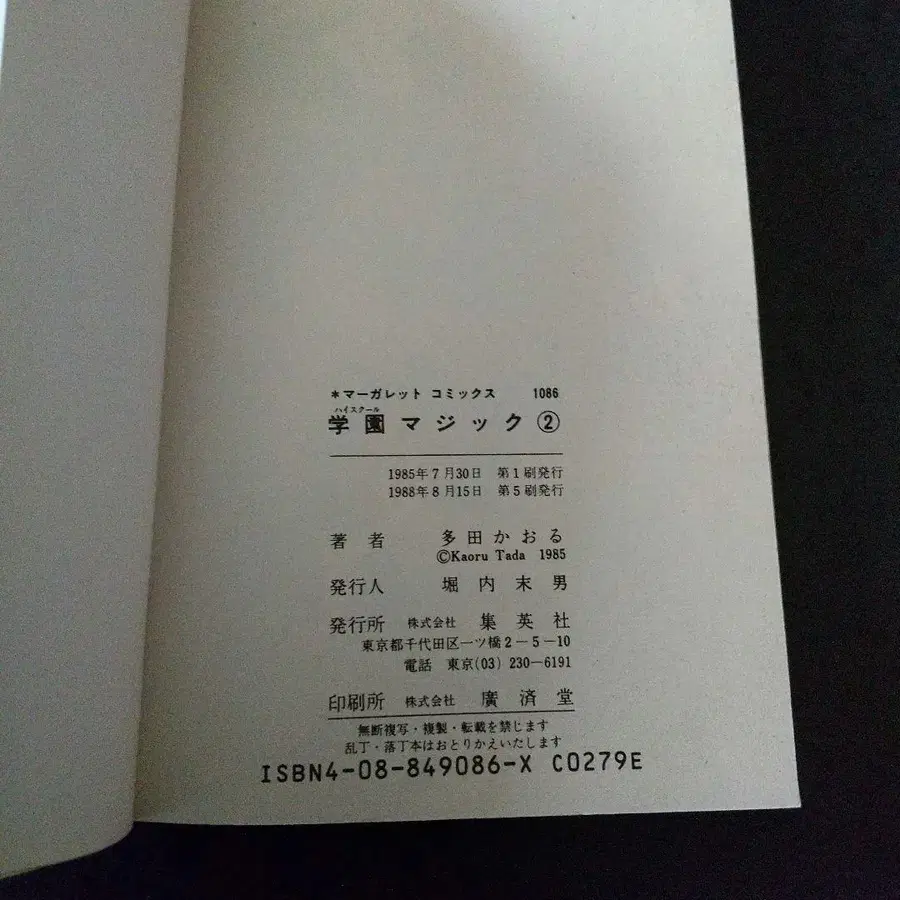 ＊マーガレット コミックス 1086
ハイスクール
学園マジック②
1985年7月30日 第1刷発行
1988年8月15日 第5刷発行
著者 多田かおる
©Kaoru Tada 1985
発行人 堀内末男
発行所 株式会社 集英社
東京都千代田区一ツ橋2－5－10
電話 東京(03) 230－6191
印刷所 株式会社 廣済堂
無断複写・複製・転載を禁じます
乱丁・落丁本はおとりかえいたします
ISBN4-08-849086-X C0279E